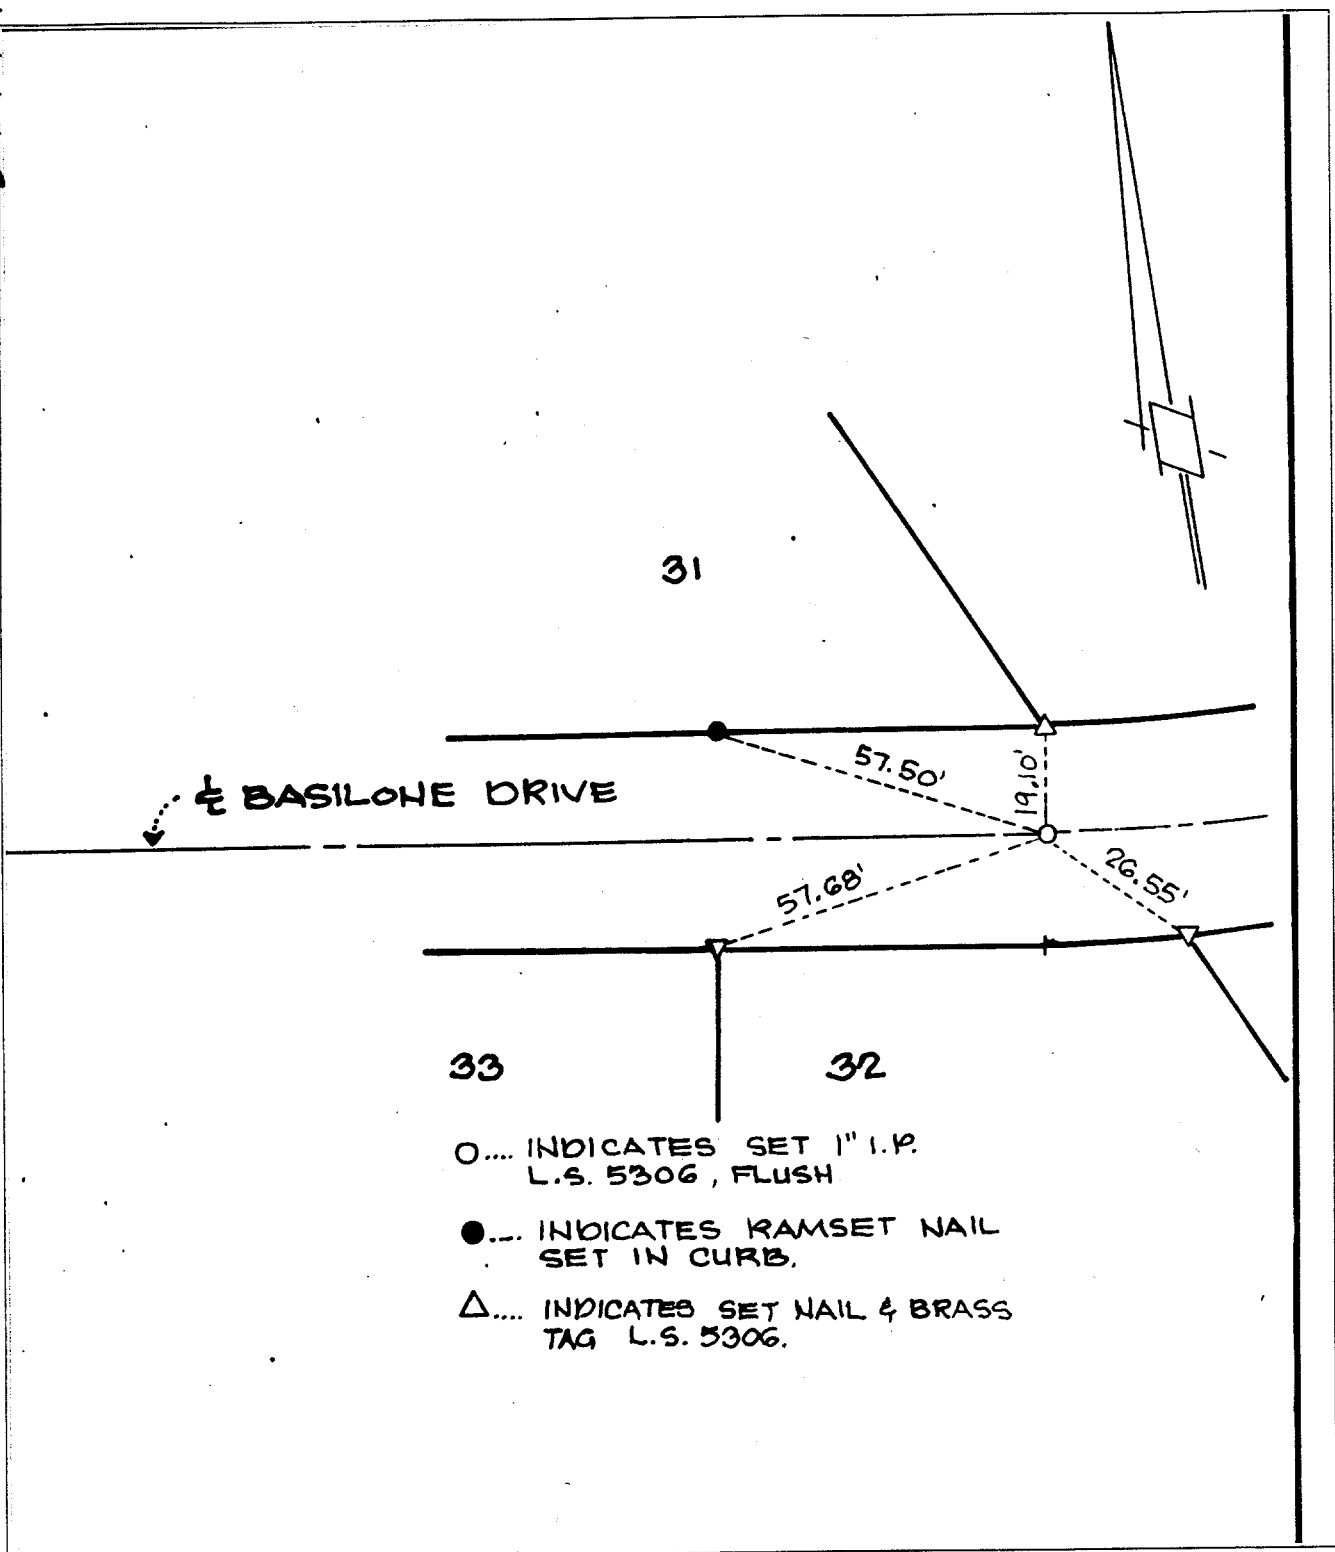 31
57.50'
19.10'
℄ BASILONE DRIVE
57.68'
26.55'
33
32
O.... INDICATES SET 1" I.P.
L.S. 5306, FLUSH
●.... INDICATES RAMSET NAIL
SET IN CURB.
△.... INDICATES SET NAIL & BRASS
TAG L.S. 5306.